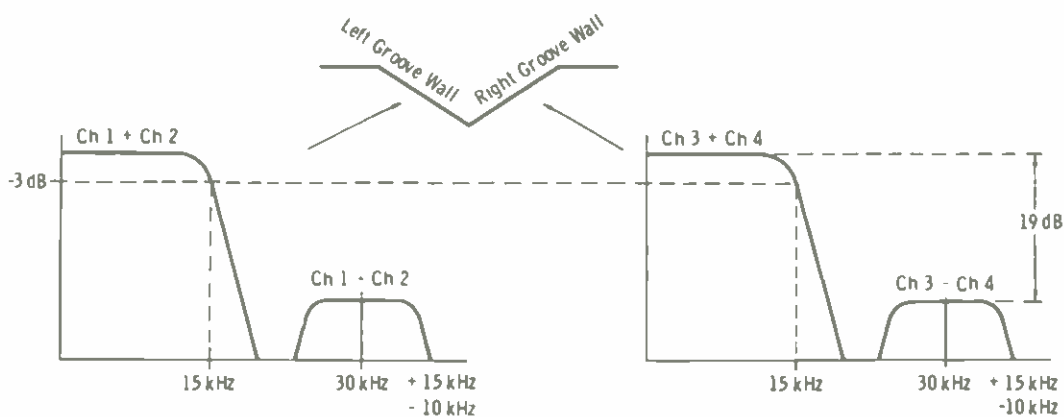 Left Groove Wall
Right Groove Wall
Ch 1 + Ch 2
Ch 3 + Ch 4
-3 dB
19 dB
Ch 1 - Ch 2
Ch 3 - Ch 4
15 kHz
30 kHz
+ 15 kHz
- 10 kHz
15 kHz
30 kHz
+ 15 kHz
-10 kHz